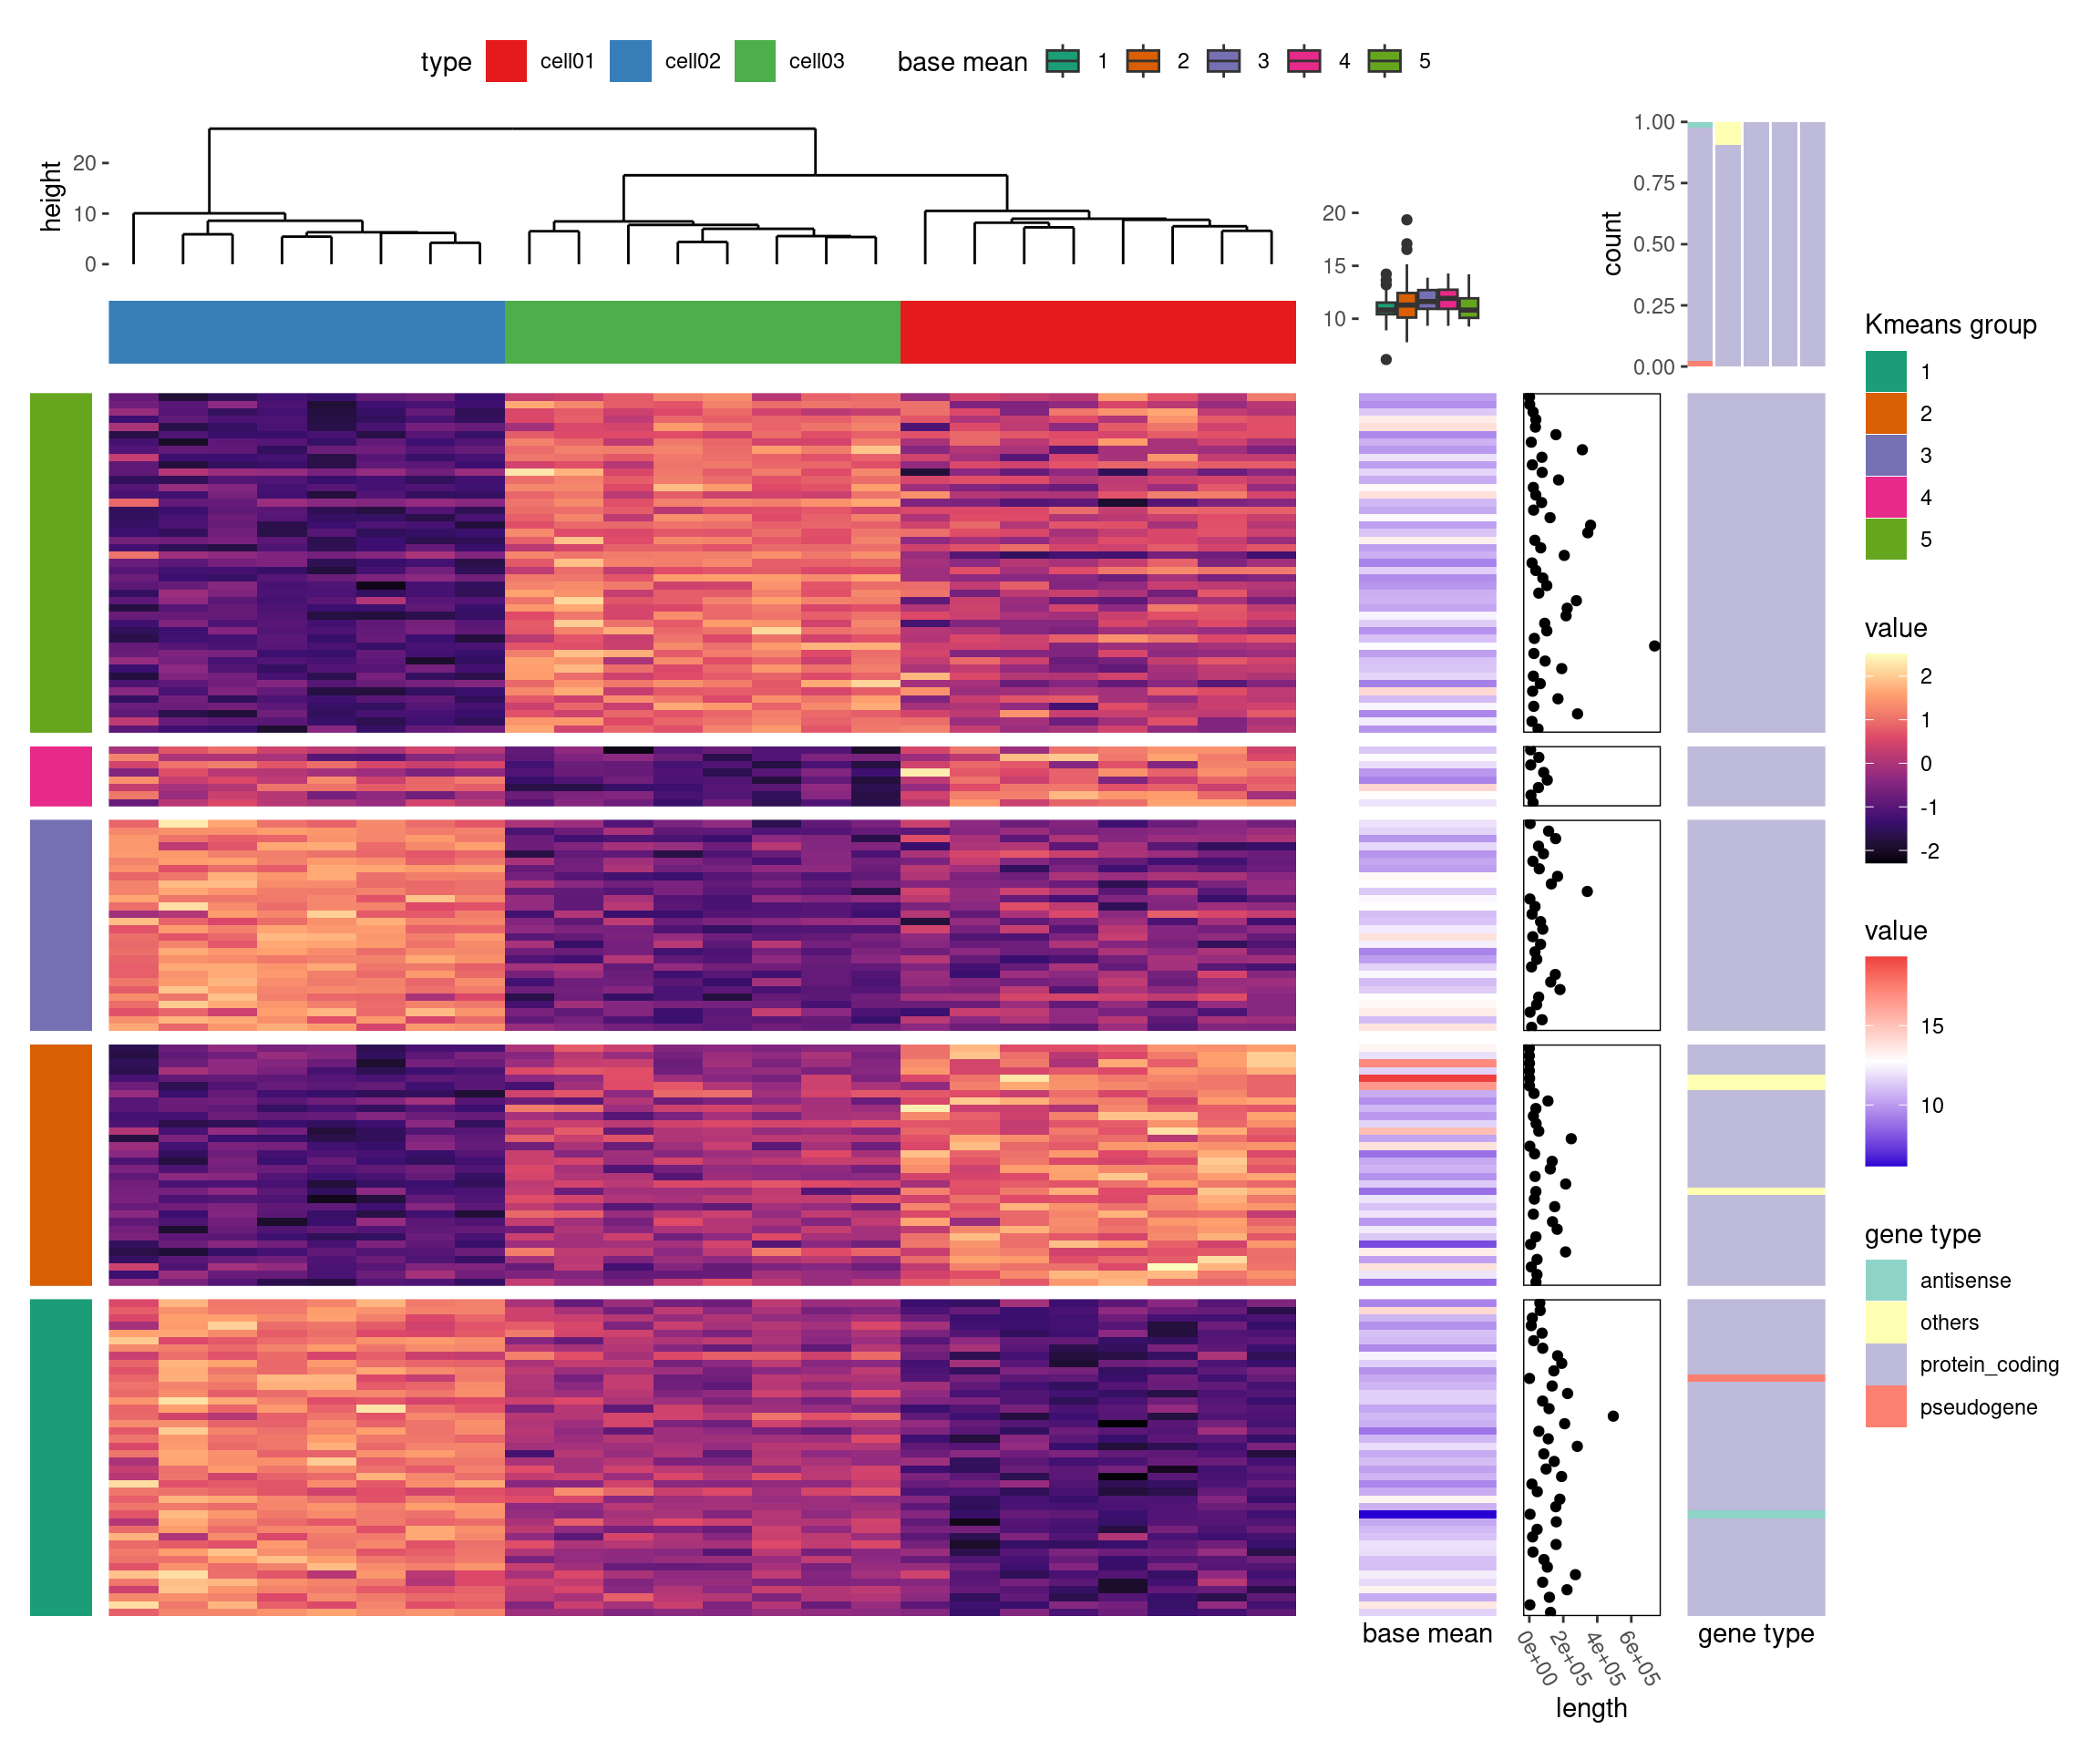 type cell01 cell02 cell03 base mean 1 2 3 4 5
height
20
10
0
20
15
10
count
1.00
0.75
0.50
0.25
0.00
Kmeans group
1
2
3
4
5
value
2
1
0
-1
-2
value
15
10
gene type
antisense
others
protein_coding
pseudogene
base mean
0e+00
2e+05
4e+05
6e+05
length
gene type